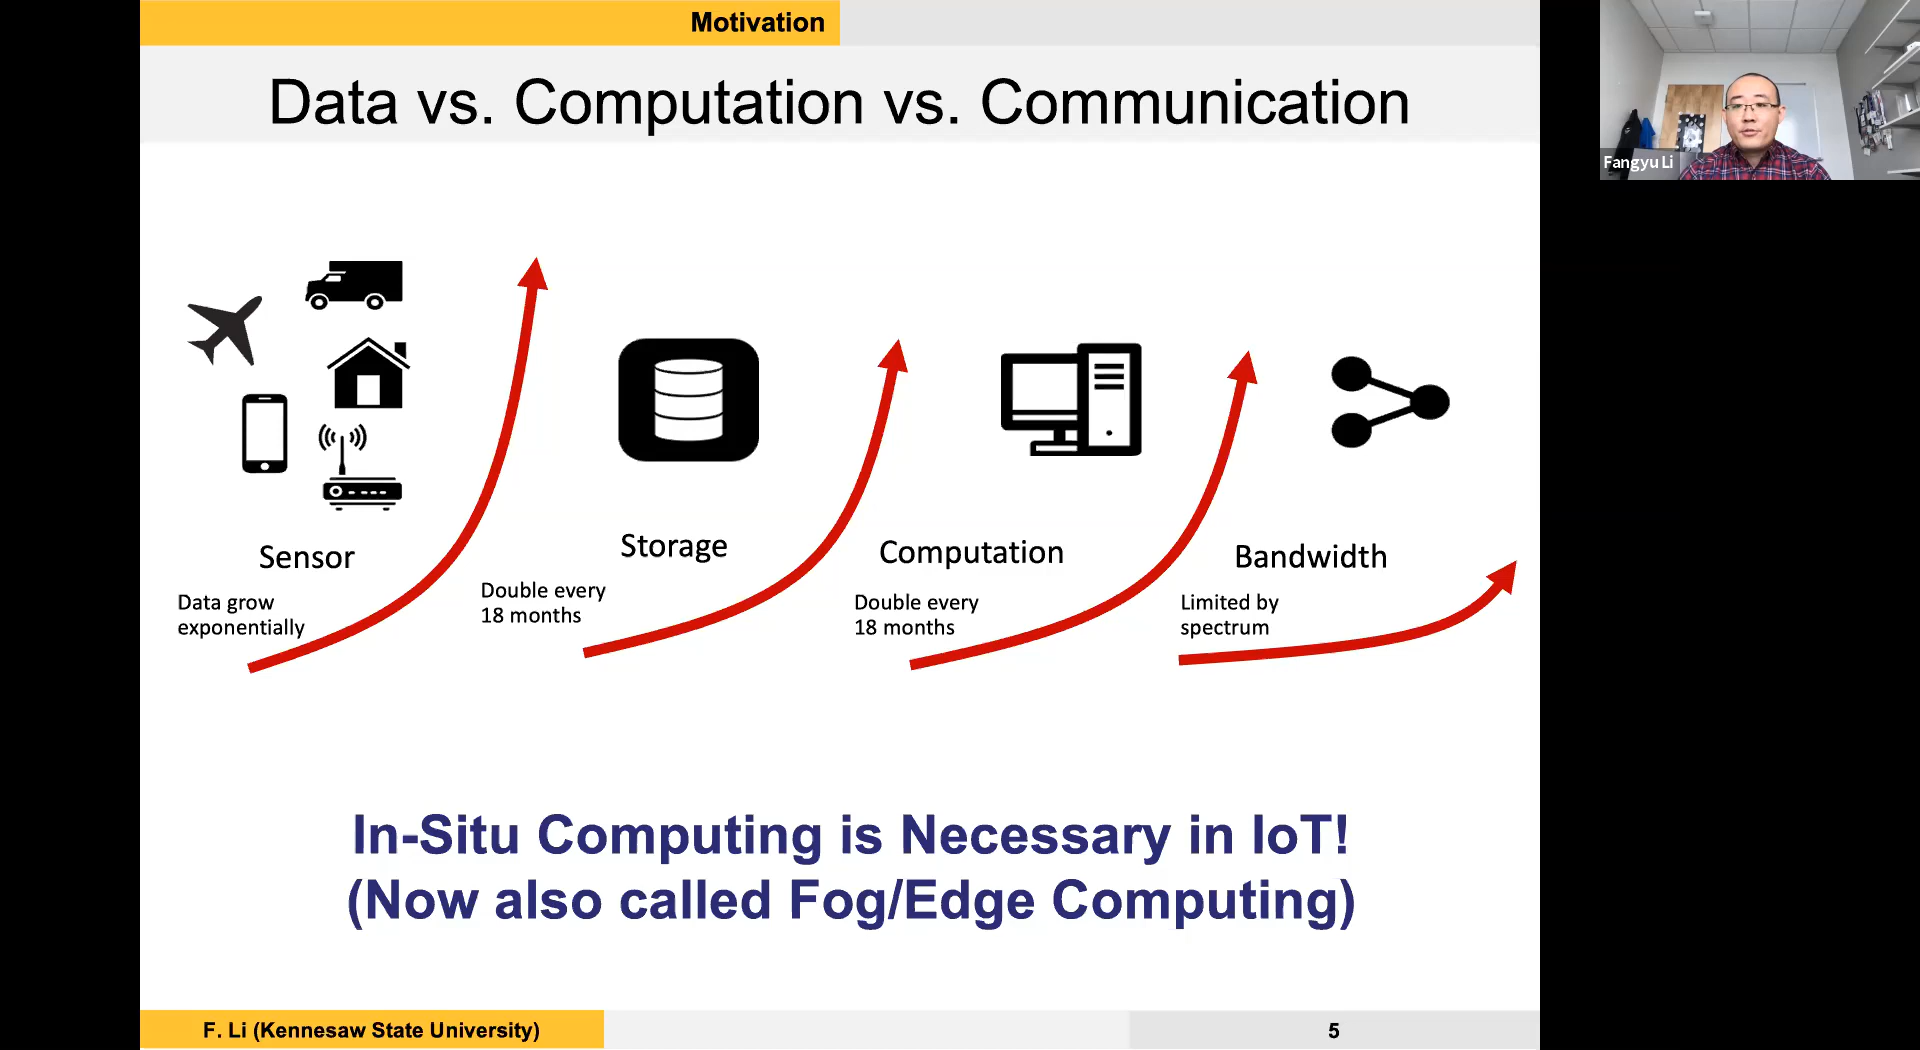 Motivation
Data vs. Computation vs. Communication
Fangyu Li
Sensor
Data grow
exponentially
Storage
Double every
18 months
Computation
Double every
18 months
Bandwidth
Limited by
spectrum
In-Situ Computing is Necessary in IoT!
(Now also called Fog/Edge Computing)
F. Li (Kennesaw State University)
5